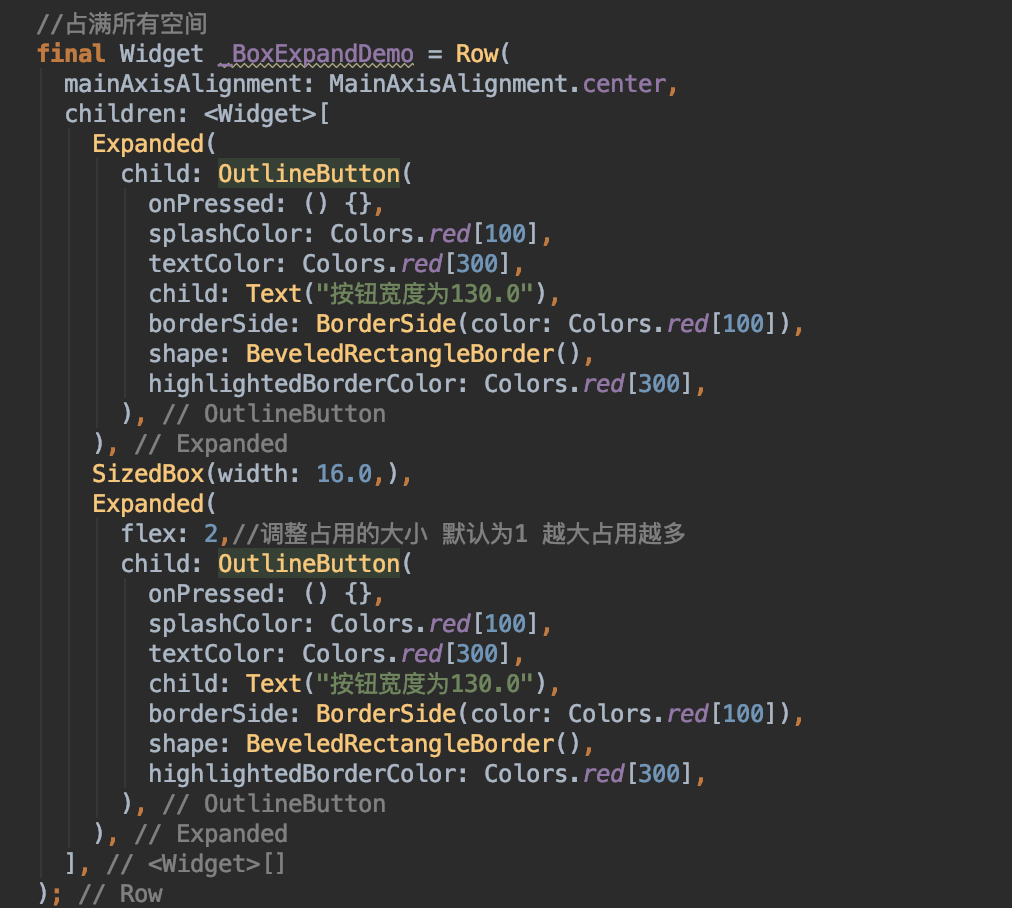 //占满所有空间
final Widget _BoxExpandDemo = Row(
  mainAxisAlignment: MainAxisAlignment.center,
  children: <Widget>[
    Expanded(
      child: OutlineButton(
        onPressed: () {},
        splashColor: Colors.red[100],
        textColor: Colors.red[300],
        child: Text("按钮宽度为130.0"),
        borderSide: BorderSide(color: Colors.red[100]),
        shape: BeveledRectangleBorder(),
        highlightedBorderColor: Colors.red[300],
      ), // OutlineButton
    ), // Expanded
    SizedBox(width: 16.0,),
    Expanded(
      flex: 2,//调整占用的大小 默认为1 越大占用越多
      child: OutlineButton(
        onPressed: () {},
        splashColor: Colors.red[100],
        textColor: Colors.red[300],
        child: Text("按钮宽度为130.0"),
        borderSide: BorderSide(color: Colors.red[100]),
        shape: BeveledRectangleBorder(),
        highlightedBorderColor: Colors.red[300],
      ), // OutlineButton
    ), // Expanded
  ], // <Widget>[]
); // Row